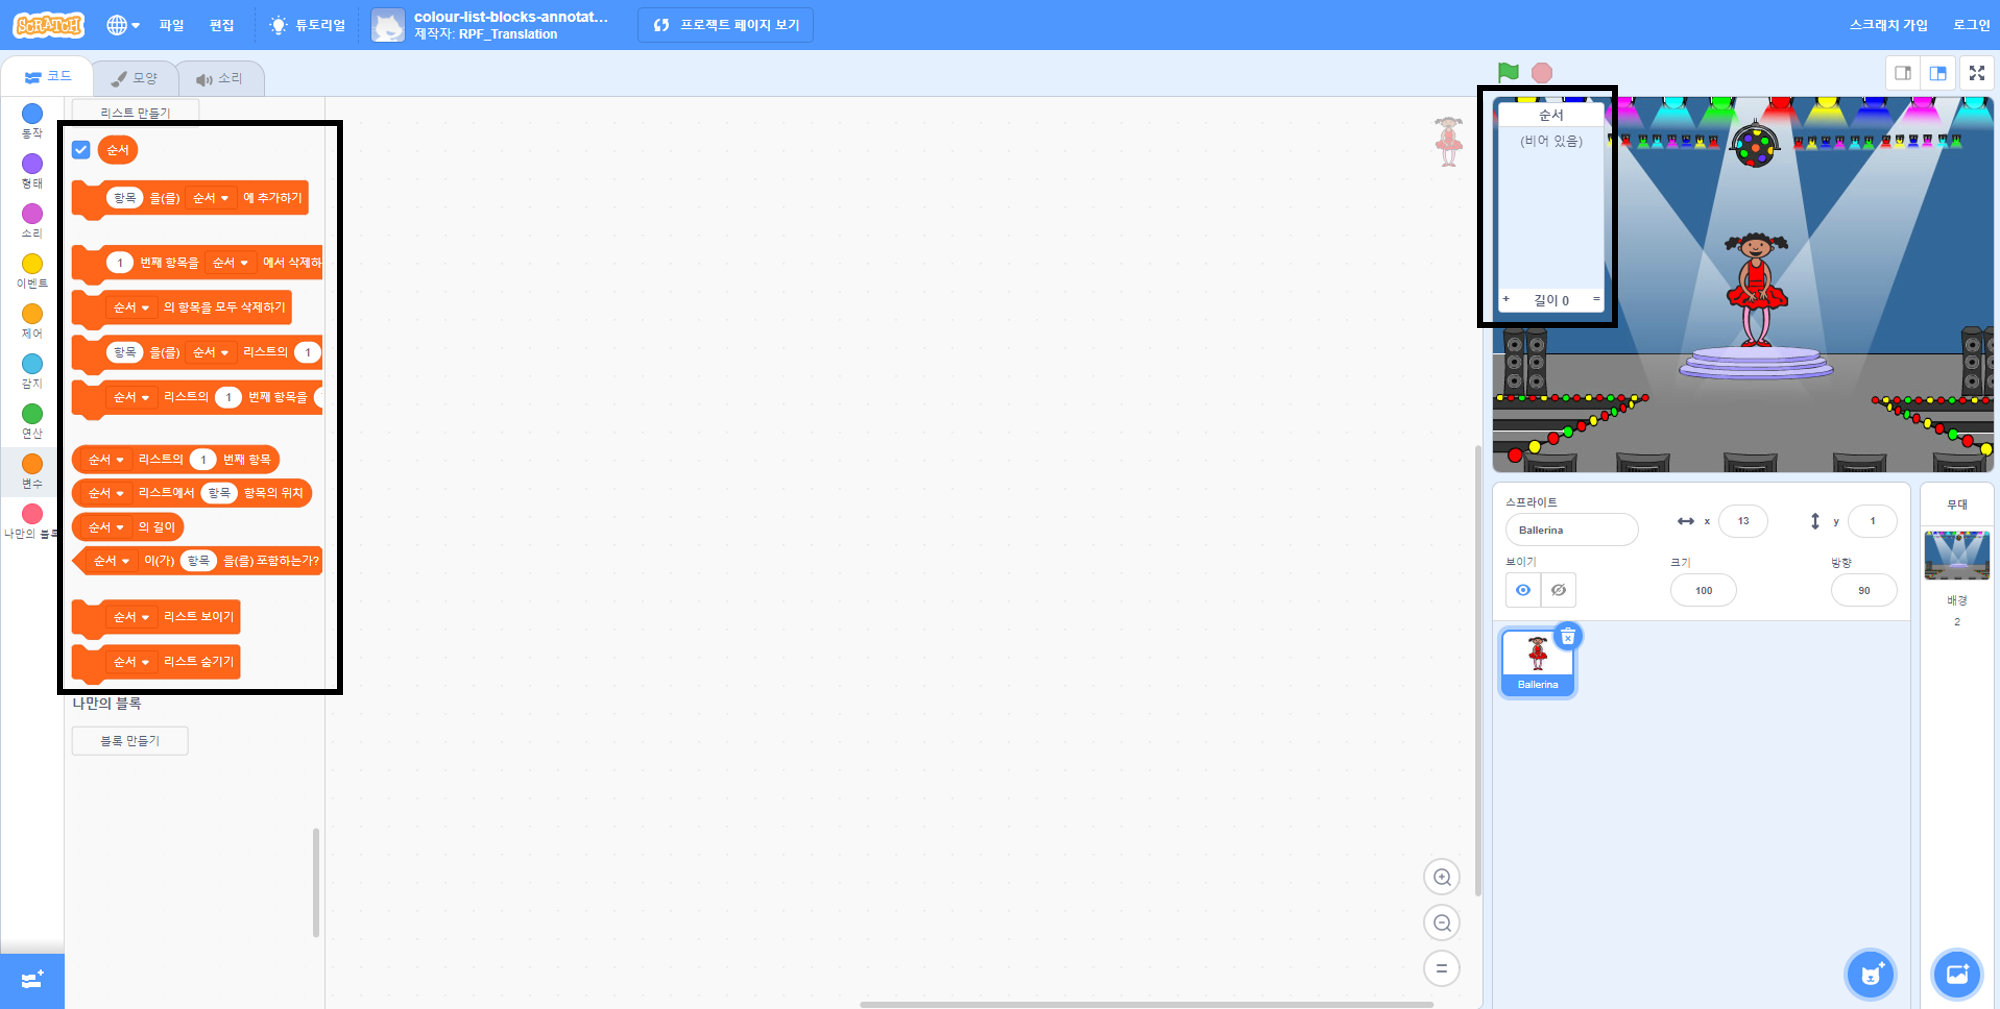 SCRATCH 파일 편집 튜토리얼 colour-list-blocks-annotat... 프로젝트 페이지 보기 스크래치 가입 로그인
제작자: RPF_Translation
코드 모양 소리
동작
형태
소리
이벤트
제어
감지
연산
변수
나만의 블록
리스트 만들기
순서
항목 을(를) 순서 에 추가하기
1 번째 항목을 순서 에서 삭제하
순서 의 항목을 모두 삭제하기
항목 을(를) 순서 리스트의 1
순서 리스트의 1 번째 항목을
순서 리스트의 1 번째 항목
순서 리스트에서 항목 항목의 위치
순서 의 길이
순서 이(가) 항목 을(를) 포함하는가?
순서 리스트 보이기
순서 리스트 숨기기
나만의 블록
블록 만들기
순서
(비어 있음)
+ 길이 0 =
스프라이트
Ballerina x 13 y 1
보이기 크기 방향
100 90
Ballerina
무대
배경
2